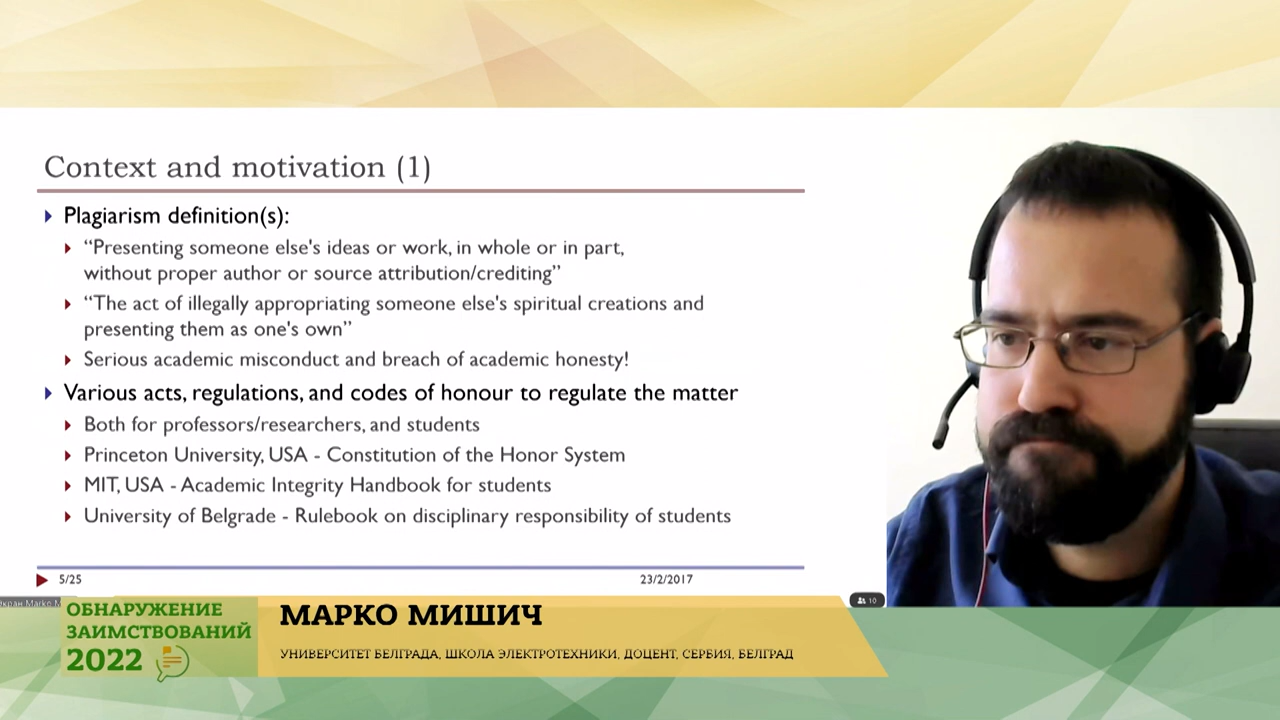 Context and motivation (1)
Plagiarism definition(s):
“Presenting someone else's ideas or work, in whole or in part,
without proper author or source attribution/crediting”
“The act of illegally appropriating someone else's spiritual creations and
presenting them as one's own”
Serious academic misconduct and breach of academic honesty!
Various acts, regulations, and codes of honour to regulate the matter
Both for professors/researchers, and students
Princeton University, USA - Constitution of the Honor System
MIT, USA - Academic Integrity Handbook for students
University of Belgrade - Rulebook on disciplinary responsibility of students
5/25
23/2/2017
Marko
10
ОБНАРУЖЕНИЕ
ЗАИМСТВОВАНИЙ
2022
МАРКО МИШИЧ
УНИВЕРСИТЕТ БЕЛГРАДА, ШКОЛА ЭЛЕКТРОТЕХНИКИ, ДОЦЕНТ, СЕРБИЯ, БЕЛГРАД